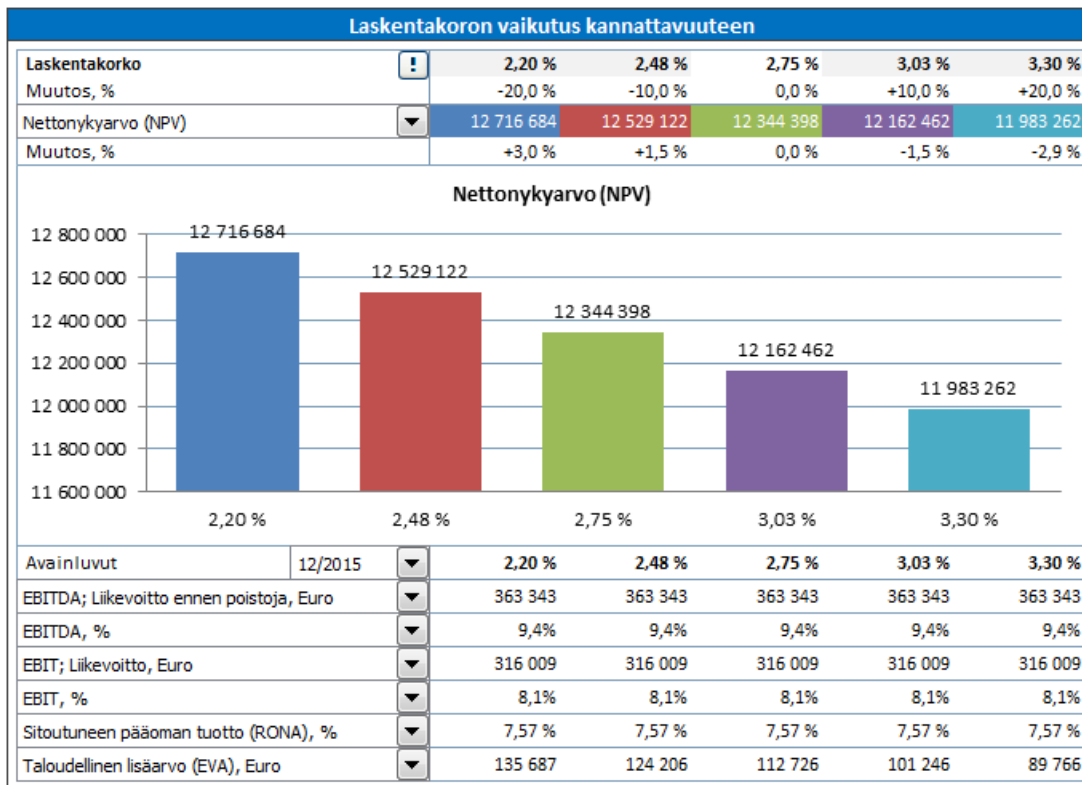 Laskentakoron vaikutus kannattavuuteen
Laskentakorko ! 2,20 % 2,48 % 2,75 % 3,03 % 3,30 %
Muutos, % -20,0 % -10,0 % 0,0 % +10,0 % +20,0 %
Nettonykyarvo (NPV) 12 716 684 12 529 122 12 344 398 12 162 462 11 983 262
Muutos, % +3,0 % +1,5 % 0,0 % -1,5 % -2,9 %
Nettonykyarvo (NPV)
12 800 000
12 600 000
12 400 000
12 200 000
12 000 000
11 800 000
11 600 000
12 716 684
12 529 122
12 344 398
12 162 462
11 983 262
2,20 % 2,48 % 2,75 % 3,03 % 3,30 %
Avainluvut 12/2015 2,20 % 2,48 % 2,75 % 3,03 % 3,30 %
EBITDA; Liikevoitto ennen poistoja, Euro 363 343 363 343 363 343 363 343 363 343
EBITDA, % 9,4% 9,4% 9,4% 9,4% 9,4%
EBIT; Liikevoitto, Euro 316 009 316 009 316 009 316 009 316 009
EBIT, % 8,1% 8,1% 8,1% 8,1% 8,1%
Sitoutuneen pääoman tuotto (RONA), % 7,57 % 7,57 % 7,57 % 7,57 % 7,57 %
Taloudellinen lisäarvo (EVA), Euro 135 687 124 206 112 726 101 246 89 766